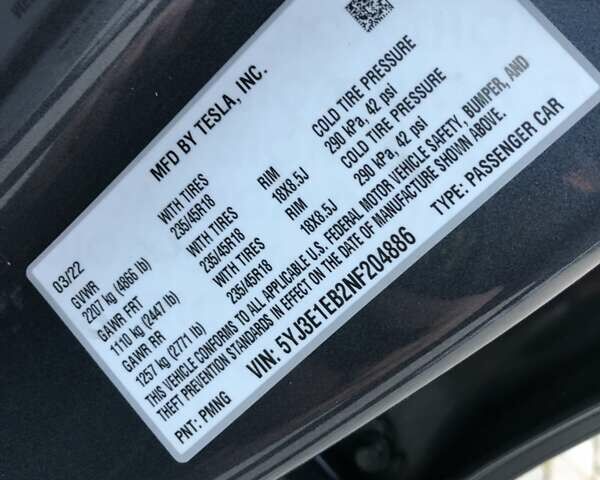 MFD BY TESLA, INC.
03/22
GVWR
2207 kg (4866 lb) WITH TIRES RIM COLD TIRE PRESSURE
GAWR FRT 235/45R18 18X8.5J 290 kPa, 42 psi
1110 kg (2447 lb) WITH TIRES RIM COLD TIRE PRESSURE
GAWR RR 235/45R18 18X8.5J 290 kPa, 42 psi
1257 kg (2771 lb) WITH TIRES
235/45R18
THIS VEHICLE CONFORMS TO ALL APPLICABLE U.S. FEDERAL MOTOR VEHICLE SAFETY, BUMPER, AND
THEFT PREVENTION STANDARDS IN EFFECT ON THE DATE OF MANUFACTURE SHOWN ABOVE.
VIN: 5YJ3E1EB2NF204886 TYPE: PASSENGER CAR
PNT: PMNG